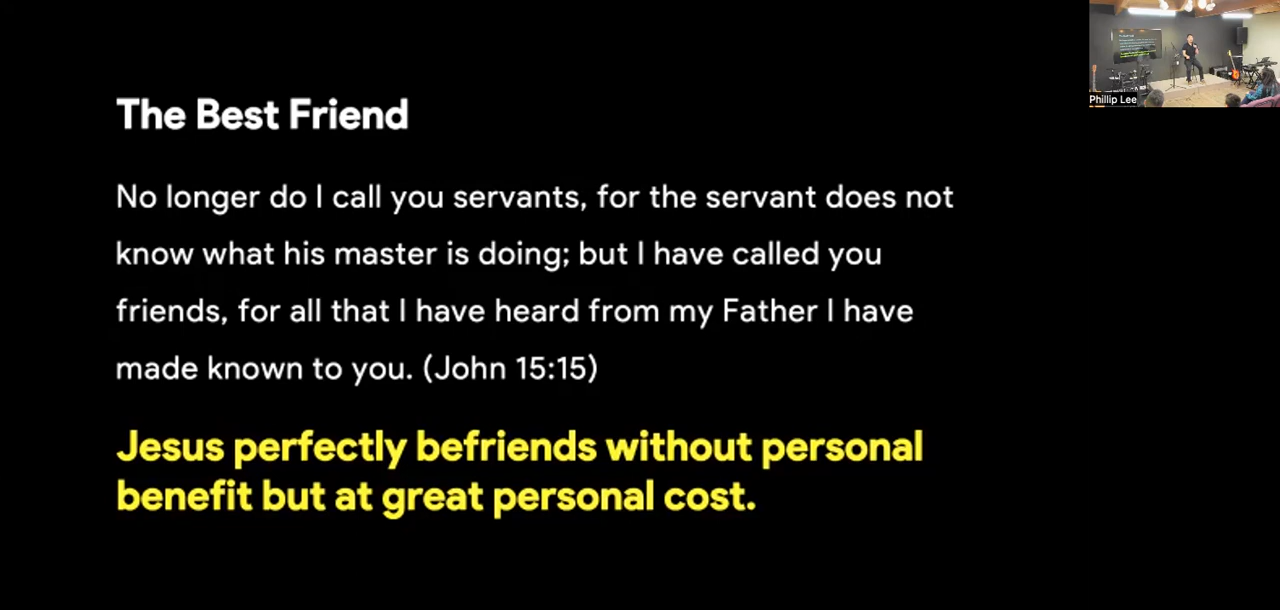 The Best Friend
No longer do I call you servants, for the servant does not
know what his master is doing; but I have called you
friends, for all that I have heard from my Father I have
made known to you. (John 15:15)
Jesus perfectly befriends without personal
benefit but at great personal cost.
Phillip Lee